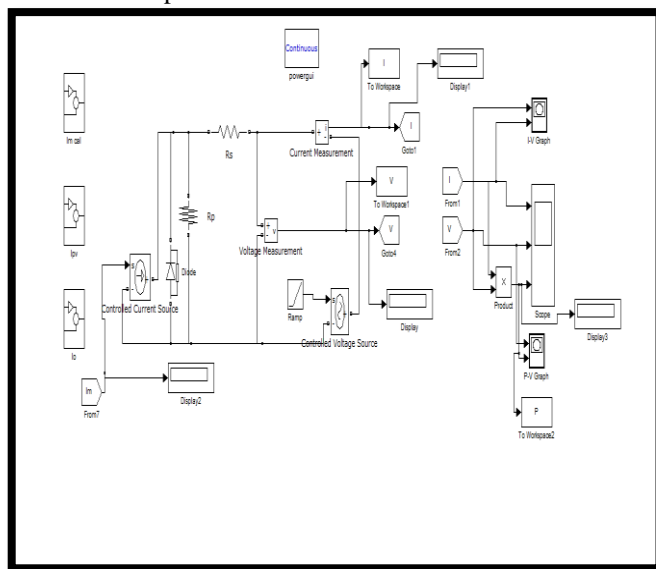 Continuous
powergui
I
To Workspace
Display1
Im cal
Rs
+
i
-
Current Measurement
I
Goto1
I-V Graph
I
From1
V
To Workspace1
Rp
Ipv
+
-
v
Voltage Measurement
V
Goto4
V
From2
Diode
s
Controlled Current Source
X
Product
Scope
Ramp
s
Controlled Voltage Source
Display
Display3
Io
Im
From7
Display2
P-V Graph
P
To Workspace2